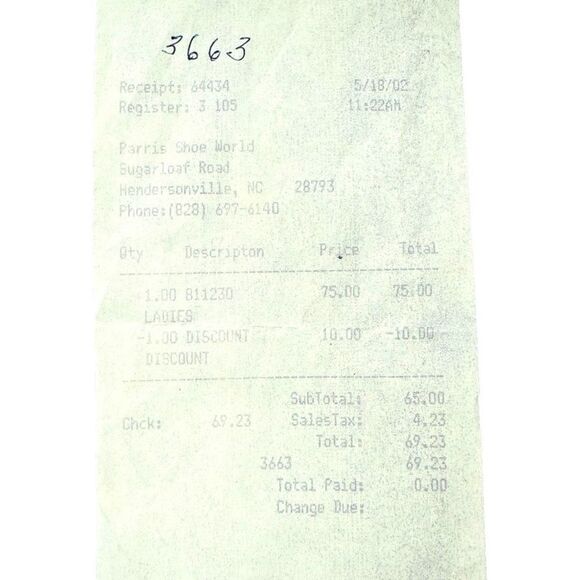 3663
Receipt: 64434 5/18/02
Register: 3 105 11:22AM
Parris Shoe World
Sugarloaf Road
Hendersonville, NC 28793
Phone:(828) 697-6140
Qty Descripton Price Total
1.00 B11230 75.00 75.00
LADIES
-1.00 DISCOUNT 10.00 -10.00
DISCOUNT
SubTotal: 65.00
Chck: 69.23 SalesTax: 4.23
Total: 69.23
3663 69.23
Total Paid: 0.00
Change Due: